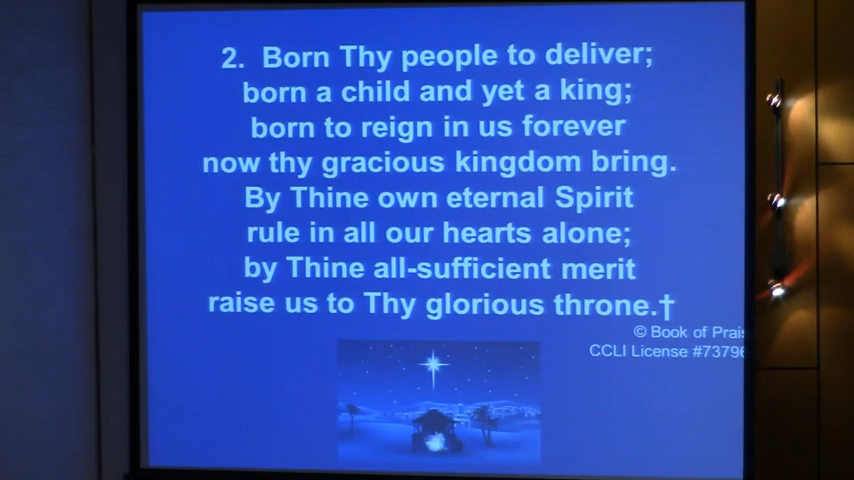 2. Born Thy people to deliver;
born a child and yet a king;
born to reign in us forever
now thy gracious kingdom bring.
By Thine own eternal Spirit
rule in all our hearts alone;
by Thine all-sufficient merit
raise us to Thy glorious throne.†
© Book of
CCLI License